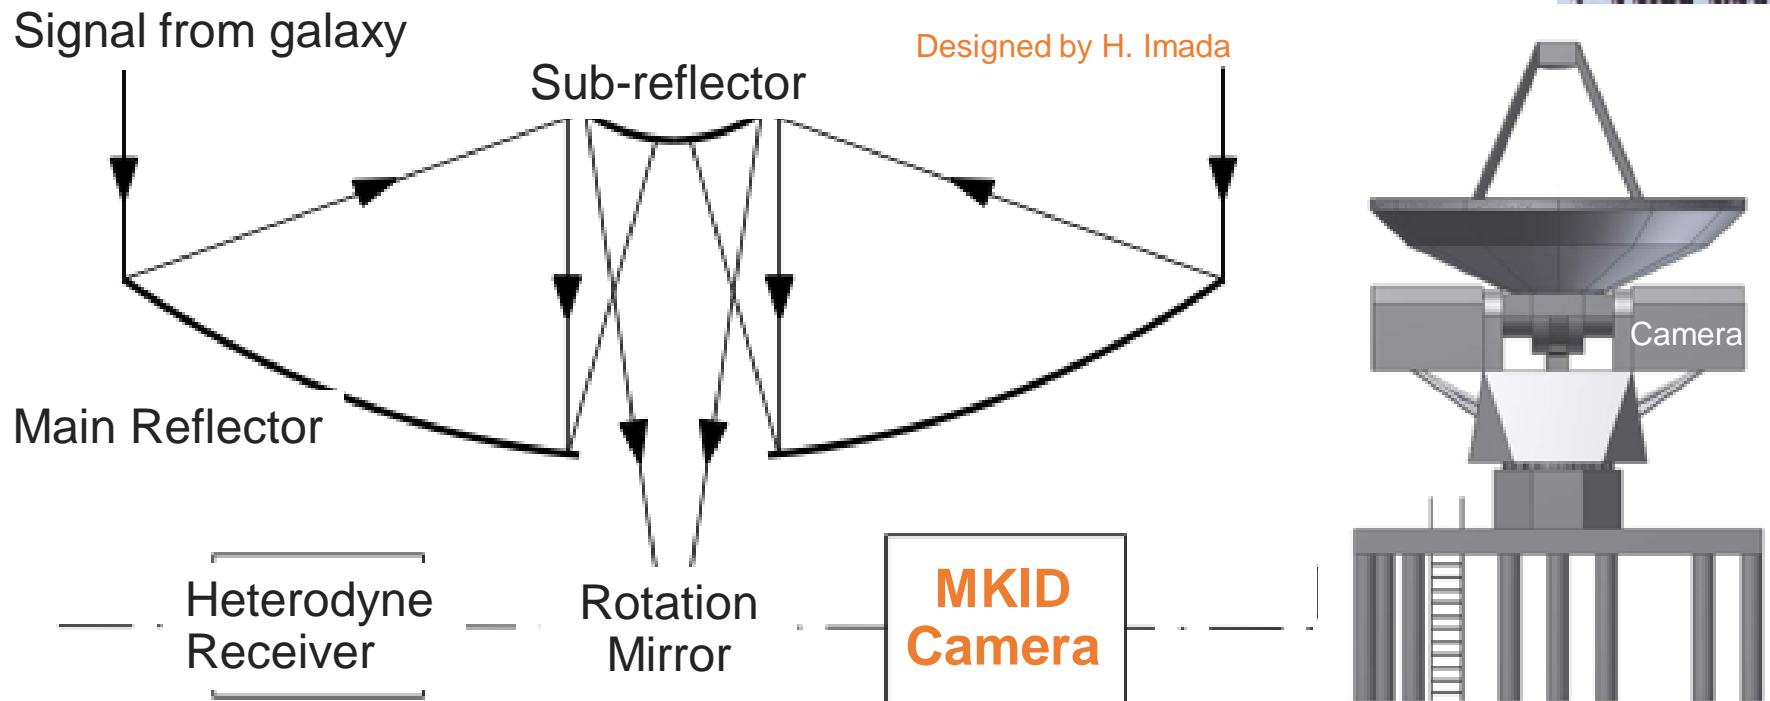 Signal from galaxy
Designed by H. Imada
Sub-reflector
Camera
Main Reflector
Heterodyne
Receiver
Rotation
Mirror
MKID
Camera